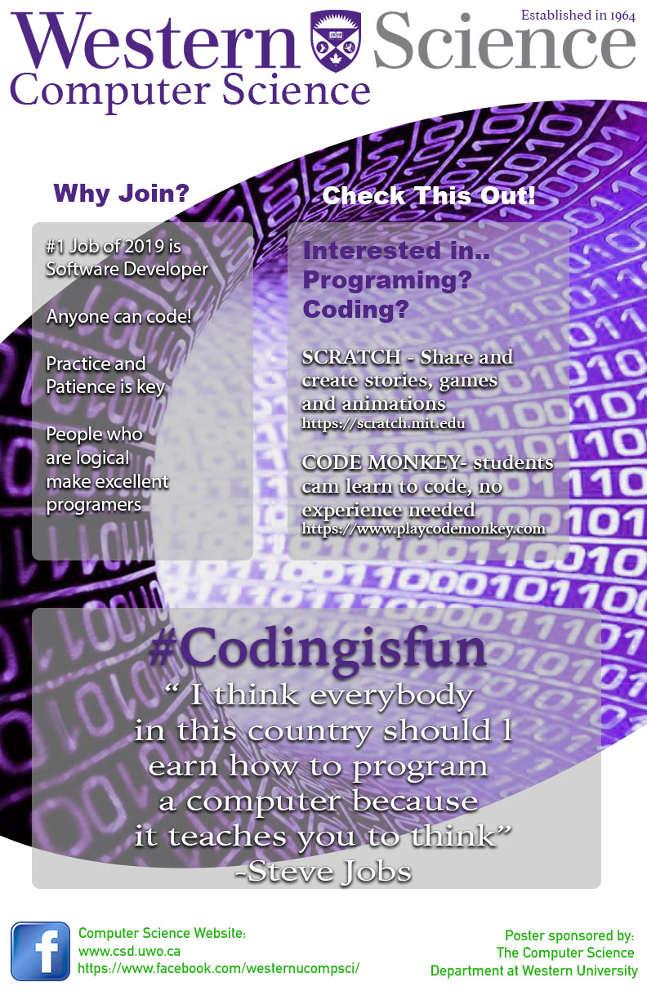 Established in 1964
Western Science
Computer Science
Why Join?
#1 Job of 2019 is
Software Developer
Anyone can code!
Practice and
Patience is key
People who
are logical
make excellent
programers
Check This Out!
Interested in..
Programing?
Coding?
SCRATCH - Share and
create stories, games
and animations
https://scratch.mit.edu
CODE MONKEY- students
cam learn to code, no
experience needed
https://www.playcodemonkey.com
#Codingisfun
“ I think everybody
in this country should l
earn how to program
a computer because
it teaches you to think”
-Steve Jobs
f
Computer Science Website:
www.csd.uwo.ca
https://www.facebook.com/westernucompsci/
Poster sponsored by:
The Computer Science
Department at Western University